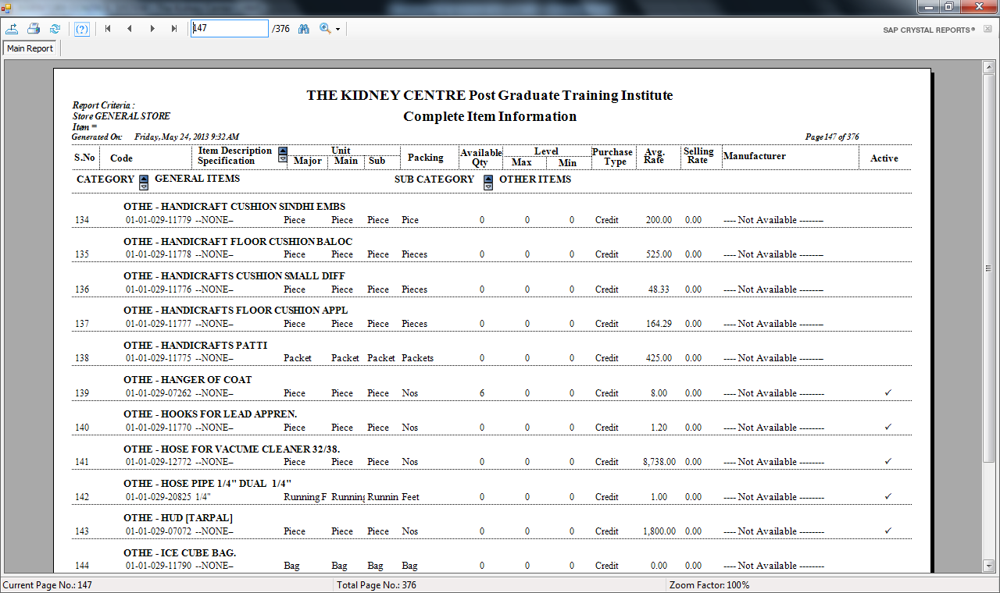 147 /376
SAP CRYSTAL REPORTS®
Main Report
THE KIDNEY CENTRE Post Graduate Training Institute
Report Criteria :
Store GENERAL STORE
Complete Item Information
Item =
Generated On: Friday, May 24, 2013 9:32 AM
Page 147 of 376
S.No Code Item Description Specification Unit Major Main Sub Packing Available Qty Level Max Min Purchase Type Avg. Rate Selling Rate Manufacturer Active
CATEGORY GENERAL ITEMS SUB CATEGORY OTHER ITEMS
OTHE - HANDICRAFT CUSHION SINDHI EMBS
134 01-01-029-11779 --NONE-- Piece Piece Piece Pice 0 0 0 Credit 200.00 0.00 ---- Not Available --------
OTHE - HANDICRAFT FLOOR CUSHION BALOC
135 01-01-029-11778 --NONE-- Piece Piece Piece Pieces 0 0 0 Credit 525.00 0.00 ---- Not Available --------
OTHE - HANDICRAFTS CUSHION SMALL DIFF
136 01-01-029-11776 --NONE-- Piece Piece Piece Pieces 0 0 0 Credit 48.33 0.00 ---- Not Available --------
OTHE - HANDICRAFTS FLOOR CUSHION APPL
137 01-01-029-11777 --NONE-- Piece Piece Piece Pieces 0 0 0 Credit 164.29 0.00 ---- Not Available --------
OTHE - HANDICRAFTS PATTI
138 01-01-029-11775 --NONE-- Packet Packet Packet Packets 0 0 0 Credit 425.00 0.00 ---- Not Available --------
OTHE - HANGER OF COAT
139 01-01-029-07262 --NONE-- Piece Piece Piece Nos 6 0 0 Credit 8.00 0.00 ---- Not Available -------- ✓
OTHE - HOOKS FOR LEAD APPREN.
140 01-01-029-11770 --NONE-- Piece Piece Piece Nos 0 0 0 Credit 1.20 0.00 ---- Not Available -------- ✓
OTHE - HOSE FOR VACUME CLEANER 32/38.
141 01-01-029-12772 --NONE-- Piece Piece Piece Nos 0 0 0 Credit 8,738.00 0.00 ---- Not Available -------- ✓
OTHE - HOSE PIPE 1/4" DUAL 1/4"
142 01-01-029-20825 1/4" Running F Running Runnin Feet 0 0 0 Credit 1.00 0.00 ---- Not Available -------- ✓
OTHE - HUD [TARPAL]
143 01-01-029-07072 --NONE-- Piece Piece Piece Nos 0 0 0 Credit 1,800.00 0.00 ---- Not Available -------- ✓
OTHE - ICE CUBE BAG.
144 01-01-029-11790 --NONE-- Bag Bag Bag Bag 0 0 0 Credit 0.00 0.00 ---- Not Available --------
Current Page No.: 147 Total Page No.: 376 Zoom Factor: 100%